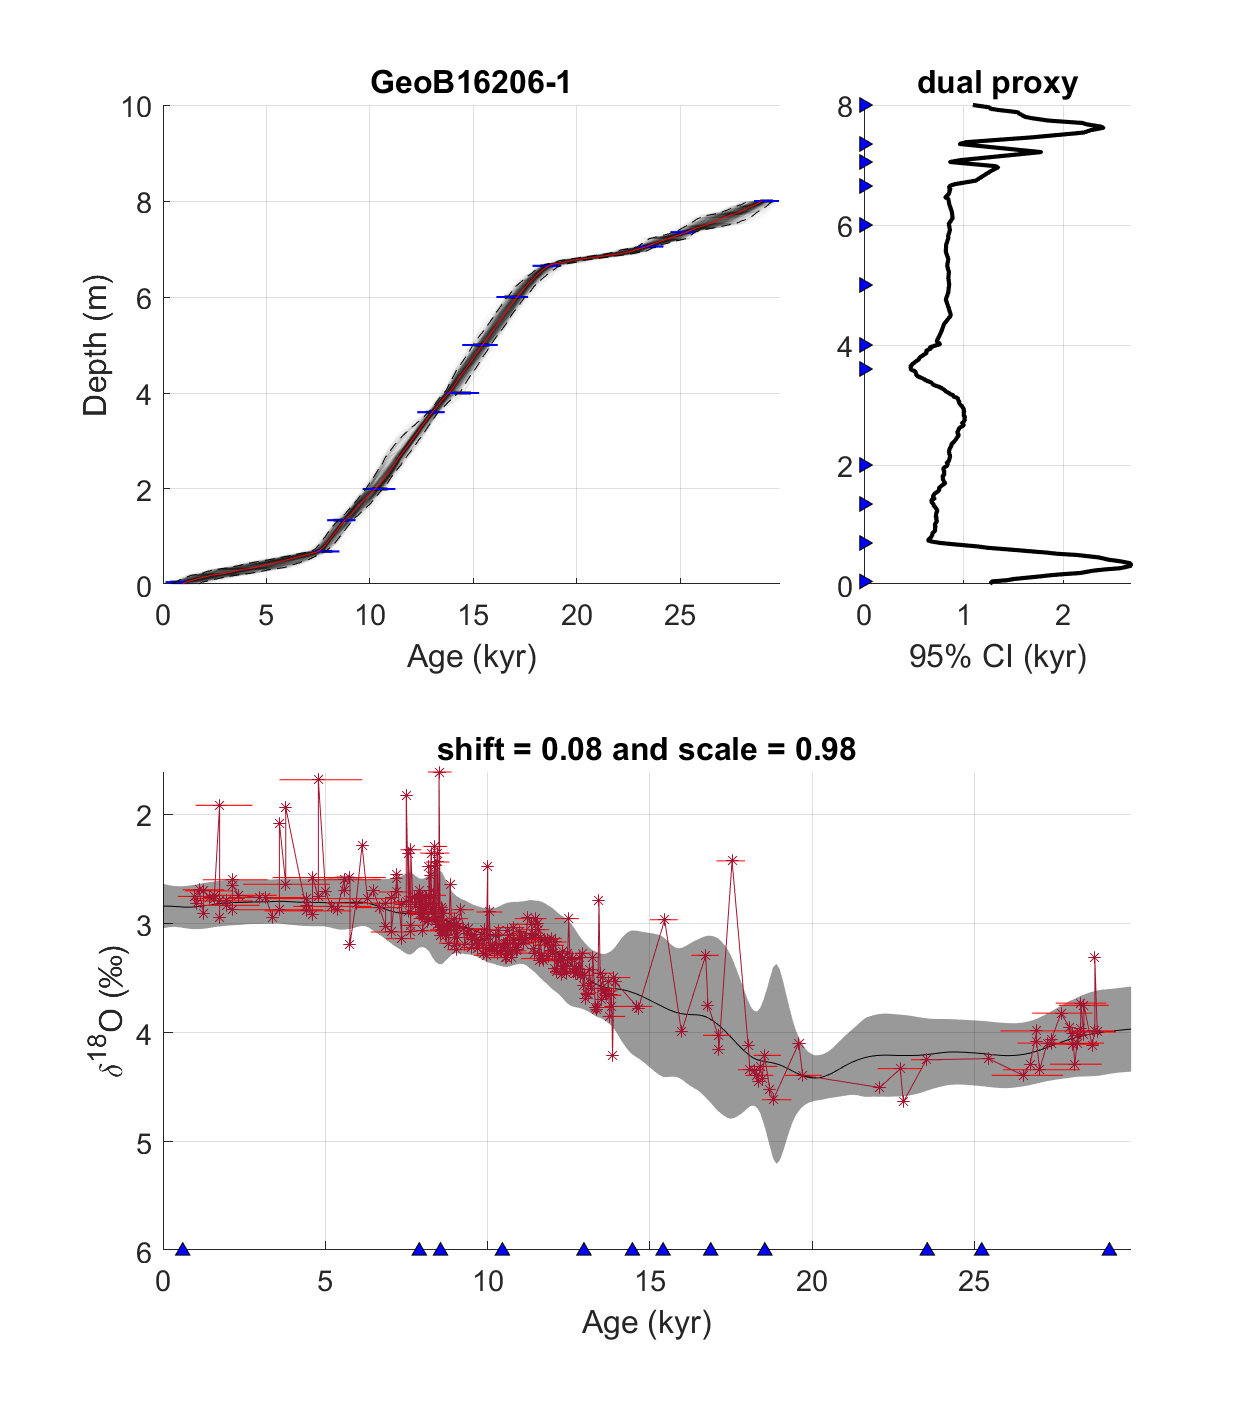 GeoB16206-1
dual proxy
10
8
6
4
2
0
Depth (m)
0 5 10 15 20 25
Age (kyr)
8
6
4
2
0
0 1 2
95% CI (kyr)
shift = 0.08 and scale = 0.98
2
3
4
5
6
δ¹⁸O (‰)
0 5 10 15 20 25
Age (kyr)